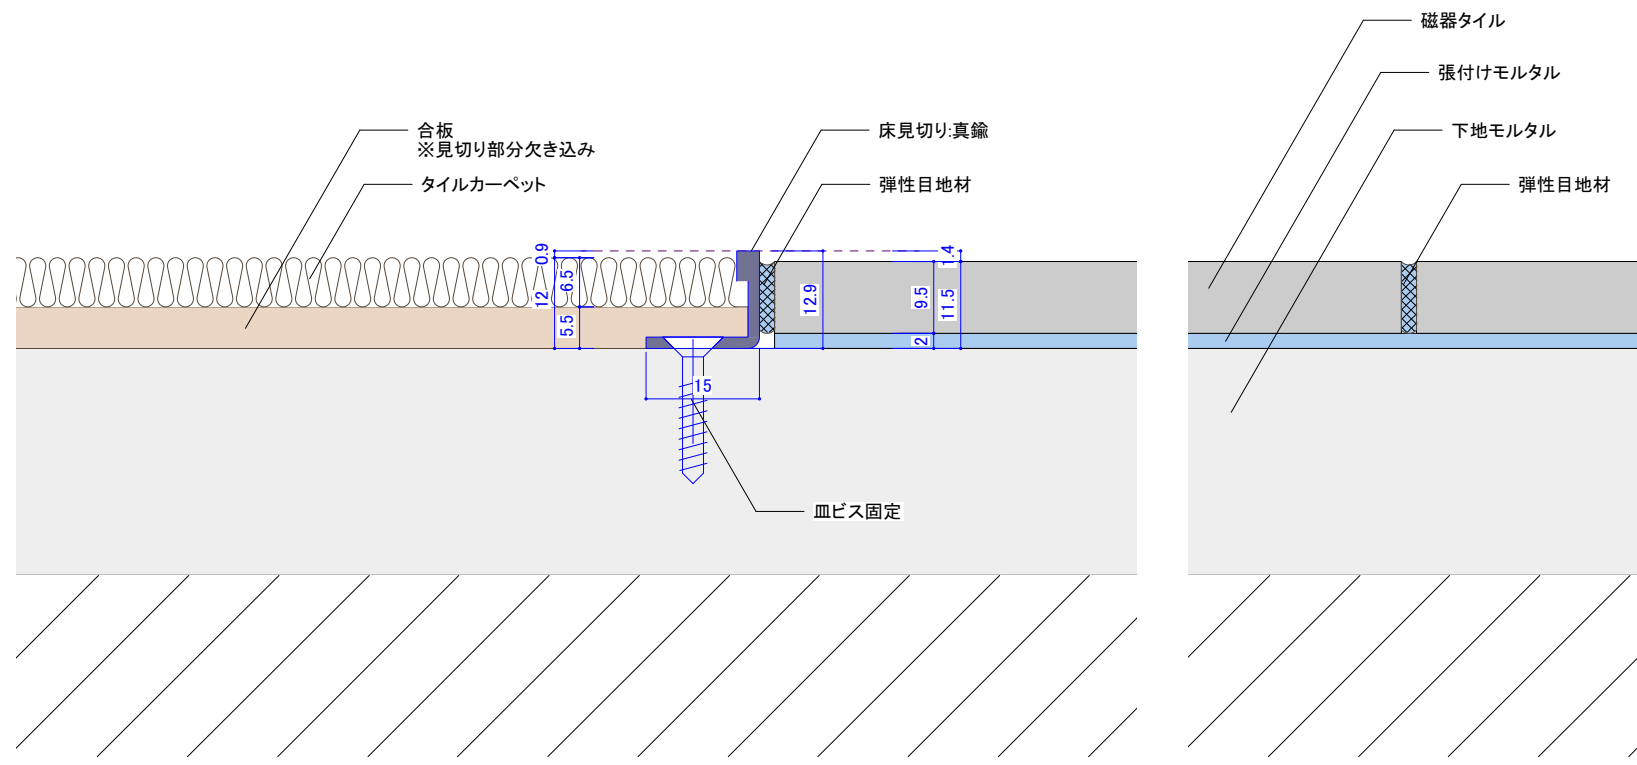 磁器タイル
張付けモルタル
合板
※見切り部分欠き込み
床見切り:真鍮
下地モルタル
タイルカーペット
弾性目地材
弾性目地材
0.9
1.4
6.5
12
12.9
9.5
11.5
5.5
2
15
皿ビス固定